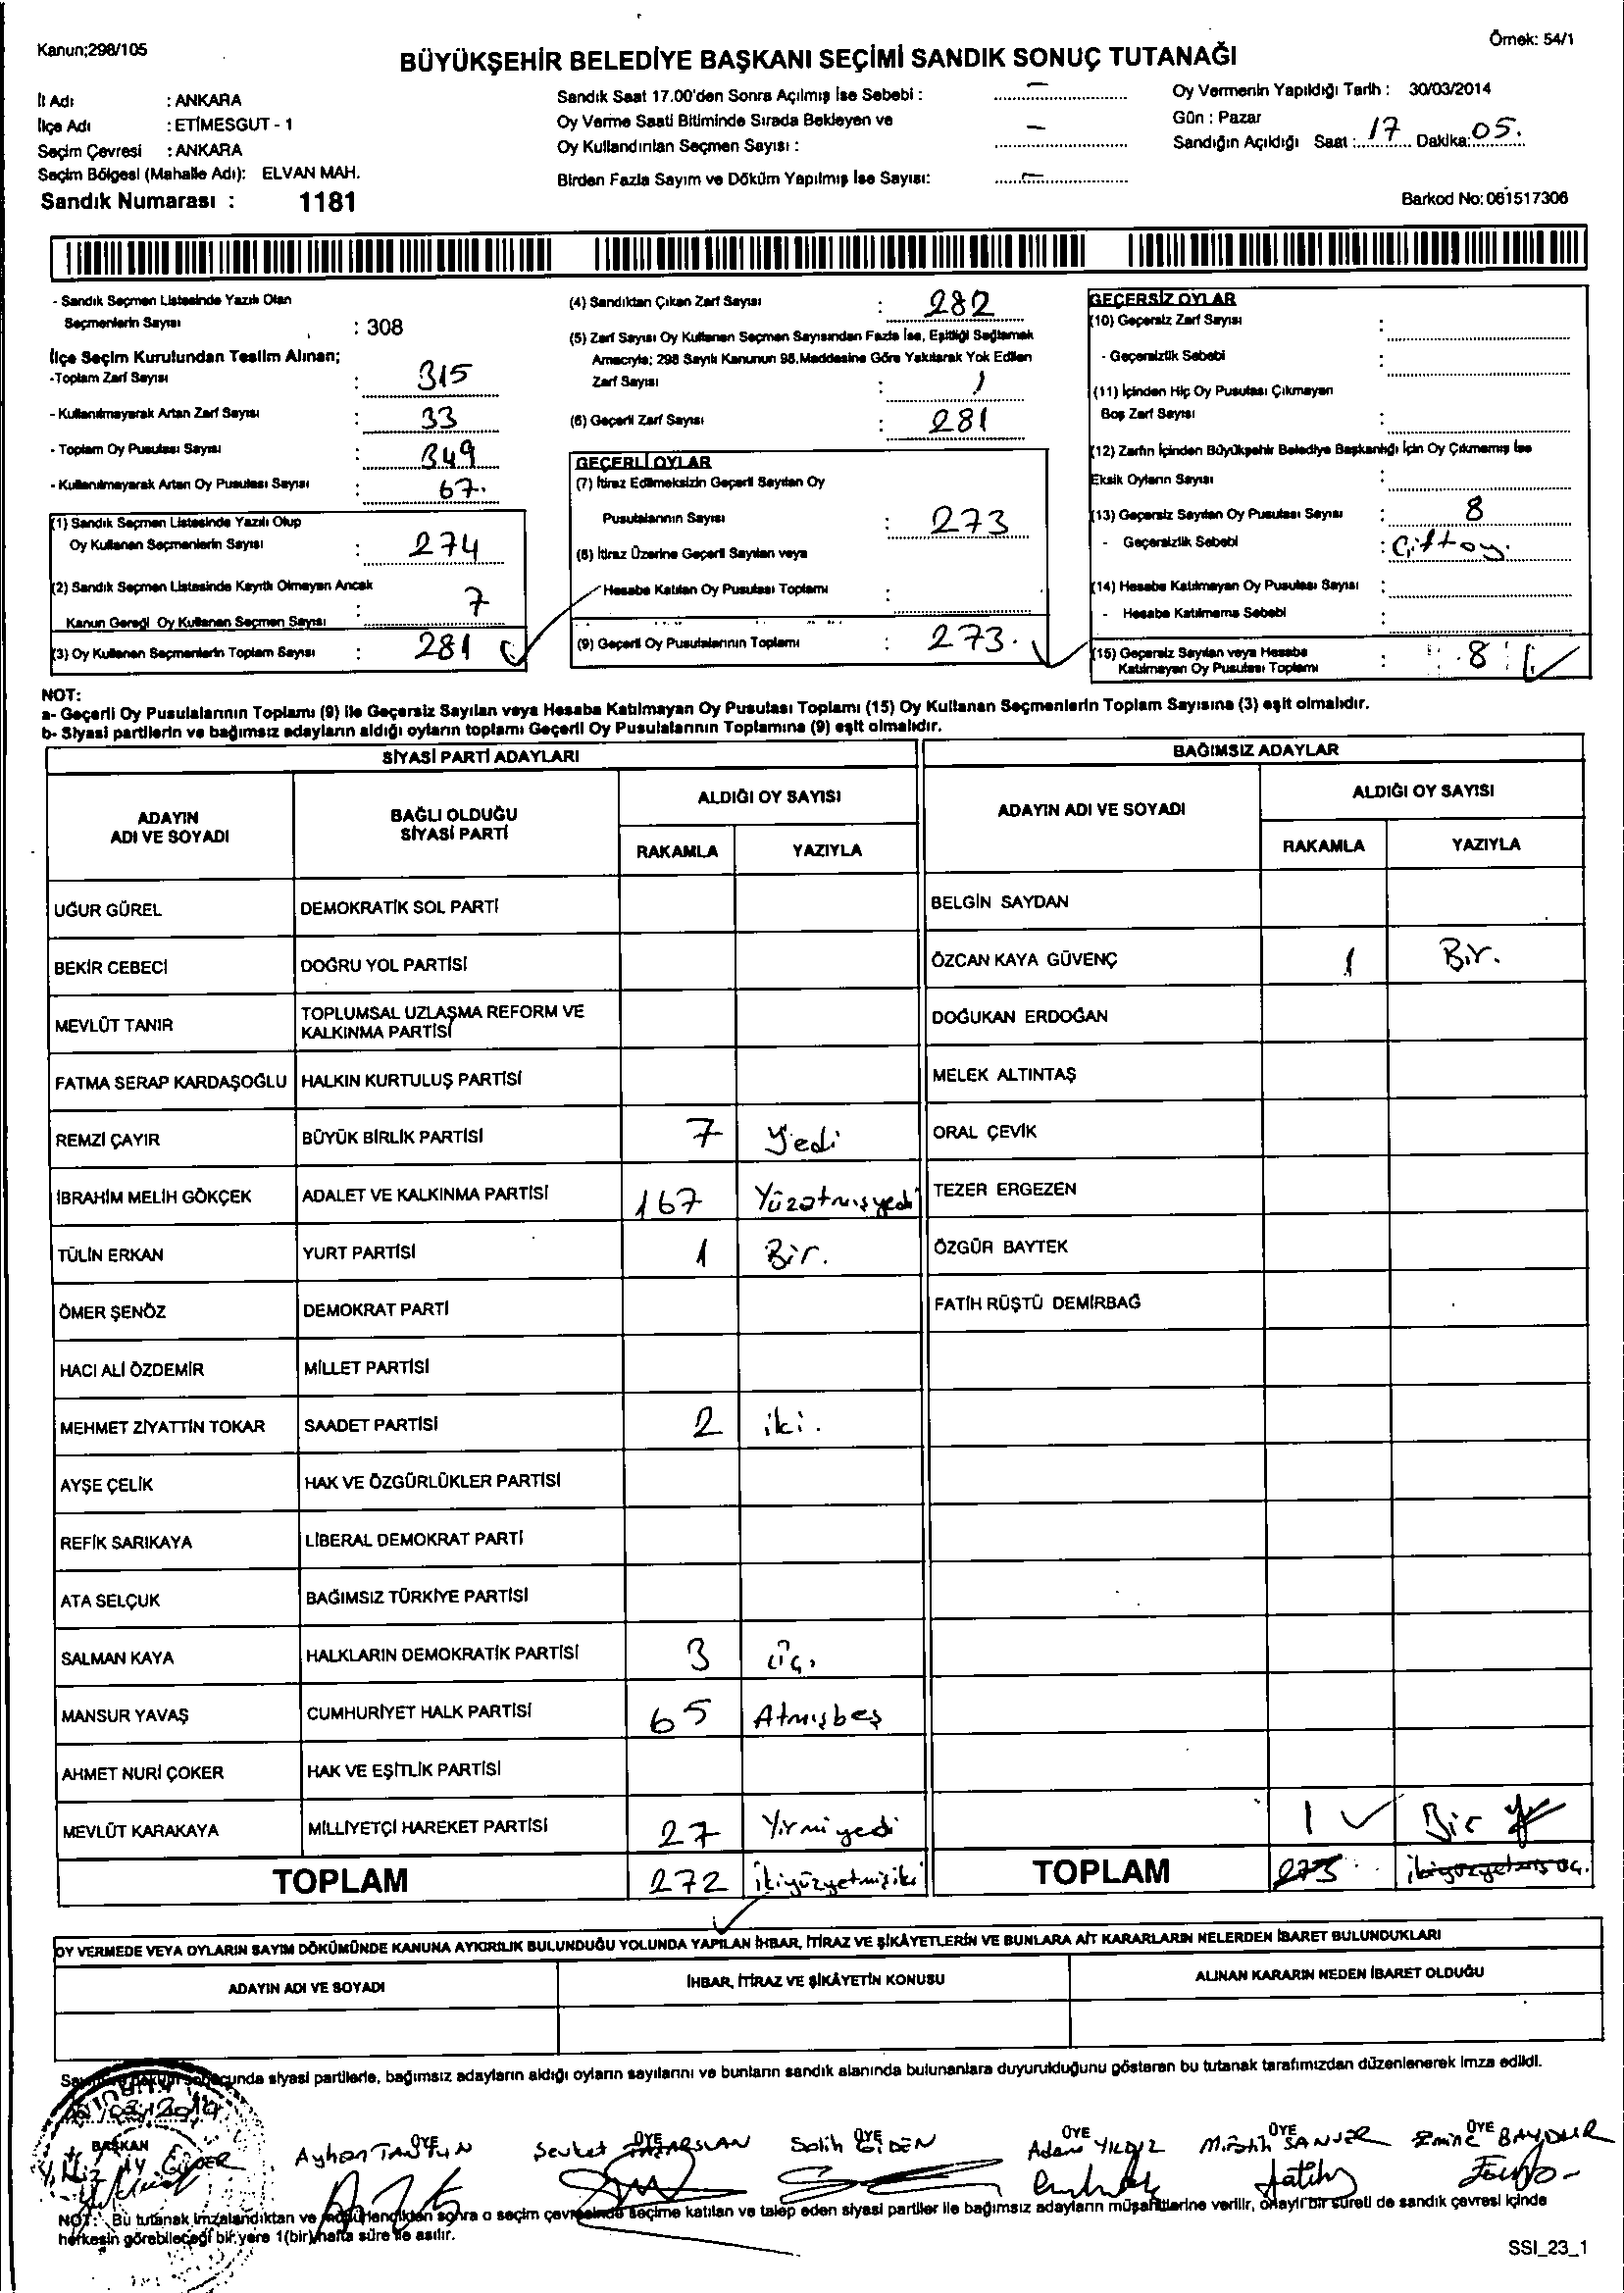 Kanun;298/105
Örnek: 54/1
BÜYÜKŞEHİR BELEDİYE BAŞKANI SEÇİMİ SANDIK SONUÇ TUTANAĞI
İl Adı : ANKARA
İlçe Adı : ETİMESGUT - 1
Seçim Çevresi : ANKARA
Seçim Bölgesi (Mahalle Adı): ELVAN MAH.
Sandık Numarası : 1181
Sandık Saat 17.00'den Sonra Açılmış İse Sebebi : –
Oy Verme Saati Bitiminde Sırada Bekleyen ve
Oy Kullandırılan Seçmen Sayısı : –
Birden Fazla Sayım ve Döküm Yapılmış İse Sayısı: –
Oy Vermenin Yapıldığı Tarih : 30/03/2014
Gün : Pazar
Sandığın Açıldığı Saat : 17 Dakika: 05.
Barkod No: 061517306
- Sandık Seçmen Listesinde Yazılı Olan
Seçmenlerin Sayısı : 308
İlçe Seçim Kurulundan Teslim Alınan;
-Toplam Zarf Sayısı : 315
- Kullanılmayarak Artan Zarf Sayısı : 33
- Toplam Oy Pusulası Sayısı : 349
- Kullanılmayarak Artan Oy Pusulası Sayısı : 67.
(1) Sandık Seçmen Listesinde Yazılı Olup
Oy Kullanan Seçmenlerin Sayısı : 274
(2) Sandık Seçmen Listesinde Kayıtlı Olmayan Ancak
Kanun Gereği Oy Kullanan Seçmen Sayısı : 7
(3) Oy Kullanan Seçmenlerin Toplam Sayısı : 281
(4) Sandıktan Çıkan Zarf Sayısı : 282
(5) Zarf Sayısı Oy Kullanan Seçmen Sayısından Fazla İse, Eşitliği Sağlamak
Amacıyla; 298 Sayılı Kanunun 98.Maddesine Göre Yakılarak Yok Edilen
Zarf Sayısı : 1
(6) Geçerli Zarf Sayısı : 281
GEÇERLİ OYLAR
(7) İtiraz Edilmeksizin Geçerli Sayılan Oy
Pusulalarının Sayısı : 273
(8) İtiraz Üzerine Geçerli Sayılan veya
Hesaba Katılan Oy Pusulası Toplamı :
(9) Geçerli Oy Pusulalarının Toplamı : 273.
GEÇERSİZ OYLAR
(10) Geçersiz Zarf Sayısı :
- Geçersizlik Sebebi :
(11) İçinden Hiç Oy Pusulası Çıkmayan
Boş Zarf Sayısı :
(12) Zarfın İçinden Büyükşehir Belediye Başkanlığı İçin Oy Çıkmamış İse
Eksik Oyların Sayısı :
(13) Geçersiz Sayılan Oy Pusulası Sayısı : 8
- Geçersizlik Sebebi : Çift oy.
(14) Hesaba Katılmayan Oy Pusulası Sayısı :
- Hesaba Katılmama Sebebi :
(15) Geçersiz Sayılan veya Hesaba
Katılmayan Oy Pusulası Toplamı : 8
NOT:
a- Geçerli Oy Pusulalarının Toplamı (9) ile Geçersiz Sayılan veya Hesaba Katılmayan Oy Pusulası Toplamı (15) Oy Kullanan Seçmenlerin Toplam Sayısına (3) eşit olmalıdır.
b- Siyasi partilerin ve bağımsız adayların aldığı oyların toplamı Geçerli Oy Pusulalarının Toplamına (9) eşit olmalıdır.
SİYASİ PARTİ ADAYLARI
ADAYIN ADI VE SOYADI
BAĞLI OLDUĞU SİYASİ PARTİ
ALDIĞI OY SAYISI
RAKAMLA YAZIYLA
UĞUR GÜREL DEMOKRATİK SOL PARTİ
BEKİR CEBECİ DOĞRU YOL PARTİSİ
MEVLÜT TANIR TOPLUMSAL UZLAŞMA REFORM VE KALKINMA PARTİSİ
FATMA SERAP KARDAŞOĞLU HALKIN KURTULUŞ PARTİSİ
REMZİ ÇAYIR BÜYÜK BİRLİK PARTİSİ 7 Yedi
İBRAHİM MELİH GÖKÇEK ADALET VE KALKINMA PARTİSİ 167 Yüzatmışyedi
TÜLİN ERKAN YURT PARTİSİ 1 Bir.
ÖMER ŞENÖZ DEMOKRAT PARTİ
HACI ALİ ÖZDEMİR MİLLET PARTİSİ
MEHMET ZİYATTİN TOKAR SAADET PARTİSİ 2 iki.
AYŞE ÇELİK HAK VE ÖZGÜRLÜKLER PARTİSİ
REFİK SARIKAYA LİBERAL DEMOKRAT PARTİ
ATA SELÇUK BAĞIMSIZ TÜRKİYE PARTİSİ
SALMAN KAYA HALKLARIN DEMOKRATİK PARTİSİ 3 üç.
MANSUR YAVAŞ CUMHURİYET HALK PARTİSİ 65 Atmışbeş
AHMET NURİ ÇOKER HAK VE EŞİTLİK PARTİSİ
MEVLÜT KARAKAYA MİLLİYETÇİ HAREKET PARTİSİ 27 Yirmiyedi
TOPLAM 272 ikiyüzyetmişiki
BAĞIMSIZ ADAYLAR
ADAYIN ADI VE SOYADI
ALDIĞI OY SAYISI
RAKAMLA YAZIYLA
BELGİN SAYDAN
ÖZCAN KAYA GÜVENÇ 1 Bir.
DOĞUKAN ERDOĞAN
MELEK ALTINTAŞ
ORAL ÇEVİK
TEZER ERGEZEN
ÖZGÜR BAYTEK
FATİH RÜŞTÜ DEMİRBAĞ
1 Bir
TOPLAM 273 ikiyüzyetmişüç.
OY VERMEDE VEYA OYLARIN SAYIM DÖKÜMÜNDE KANUNA AYKIRILIK BULUNDUĞU YOLUNDA YAPILAN İHBAR, İTİRAZ VE ŞİKÂYETLERİN VE BUNLARA AİT KARARLARIN NELERDEN İBARET BULUNDUKLARI
ADAYIN ADI VE SOYADI
İHBAR, İTİRAZ VE ŞİKÂYETİN KONUSU
ALINAN KARARIN NEDEN İBARET OLDUĞU
siyasi partilerle, bağımsız adayların aldığı oyların sayılarını ve bunların sandık alanında bulunanlara duyurulduğunu gösteren bu tutanak tarafımızdan düzenlenerek imza edildi.
BAŞKAN ÜYE ÜYE ÜYE ÜYE ÜYE ÜYE
Ayhan Şevket Salih GİDEN Adem YILDIZ SANVER Emine BAYDUR
NOT: Bu tutanak imzalandıktan ve mühürlendikten sonra o seçim çevresinde seçime katılan ve talep eden siyasi partiler ile bağımsız adayların müşahitlerine verilir, onaylı bir sureti de sandık çevresi içinde
herkesin görebileceği bir yere 1(bir) hafta süre ile asılır.
SSI_23_1